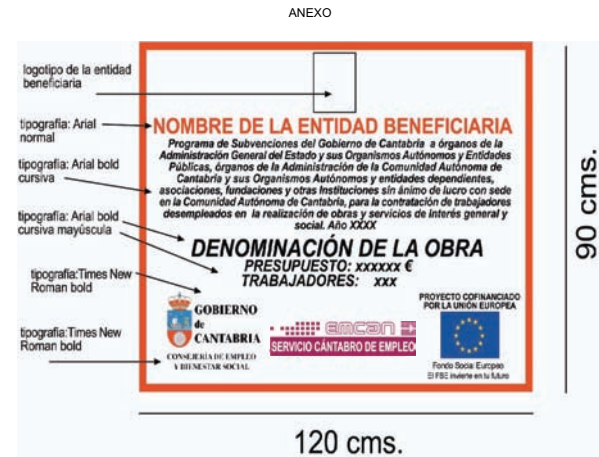 ANEXO
logotipo de la entidad
beneficiaria
tipografía: Arial
normal
NOMBRE DE LA ENTIDAD BENEFICIARIA
Programa de Subvenciones del Gobierno de Cantabria a órganos de la
Administración General del Estado y sus Organismos Autónomos y Entidades
Públicas, órganos de la Administración de la Comunidad Autónoma de
Cantabria y sus Organismos Autónomos y entidades dependientes,
asociaciones, fundaciones y otras Instituciones sin ánimo de lucro con sede
en la Comunidad Autónoma de Cantabria, para la contratación de trabajadores
desempleados en la realización de obras y servicios de interés general y
social. Año XXXX
tipografía: Arial bold
cursiva
tipografía: Arial bold
cursiva mayúscula
DENOMINACIÓN DE LA OBRA
PRESUPUESTO: xxxxxx €
TRABAJADORES: xxx
tipografía:Times New
Roman bold
GOBIERNO
de
CANTABRIA
CONSEJERÍA DE EMPLEO
Y BIENESTAR SOCIAL
tipografía:Times New
Roman bold
emcan
SERVICIO CÁNTABRO DE EMPLEO
PROYECTO COFINANCIADO
POR LA UNIÓN EUROPEA
Fondo Social Europeo
El FSE invierte en tu futuro
90 cms.
120 cms.